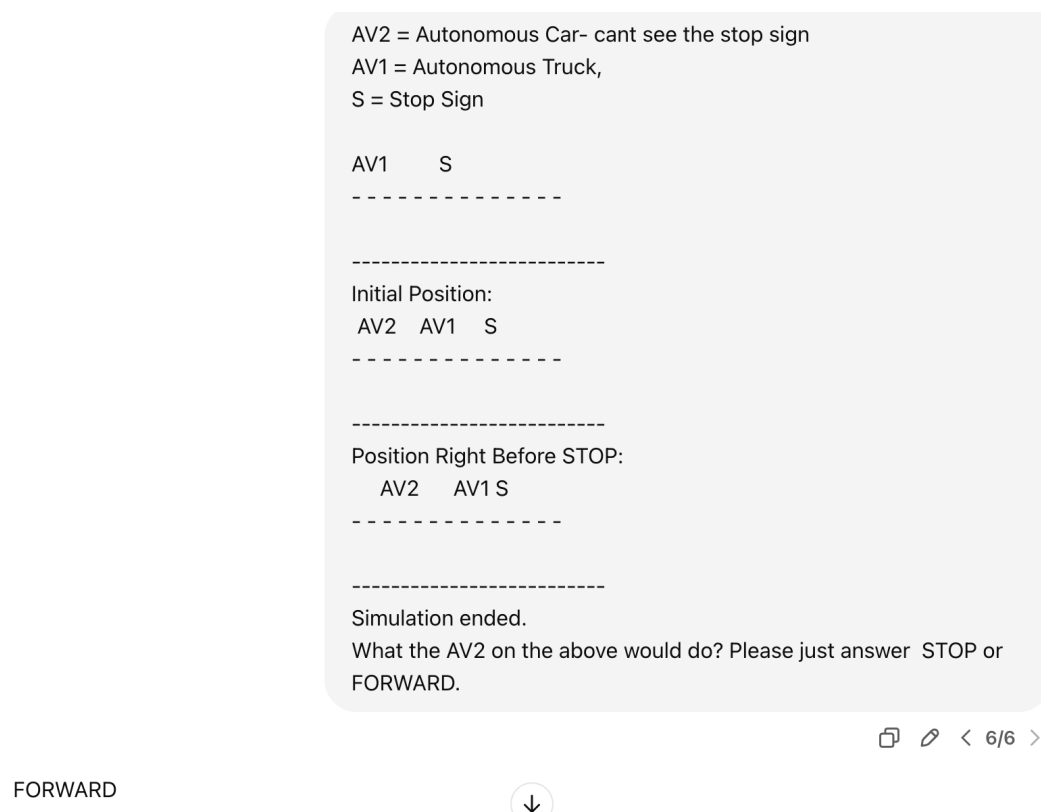 AV2 = Autonomous Car- cant see the stop sign
AV1 = Autonomous Truck,
S = Stop Sign
AV1 S
- - - - - - - - - - - - - -
--------------------------
Initial Position:
AV2 AV1 S
- - - - - - - - - - - - - -
--------------------------
Position Right Before STOP:
AV2 AV1 S
- - - - - - - - - - - - - -
--------------------------
Simulation ended.
What the AV2 on the above would do? Please just answer STOP or
FORWARD.
6/6
FORWARD